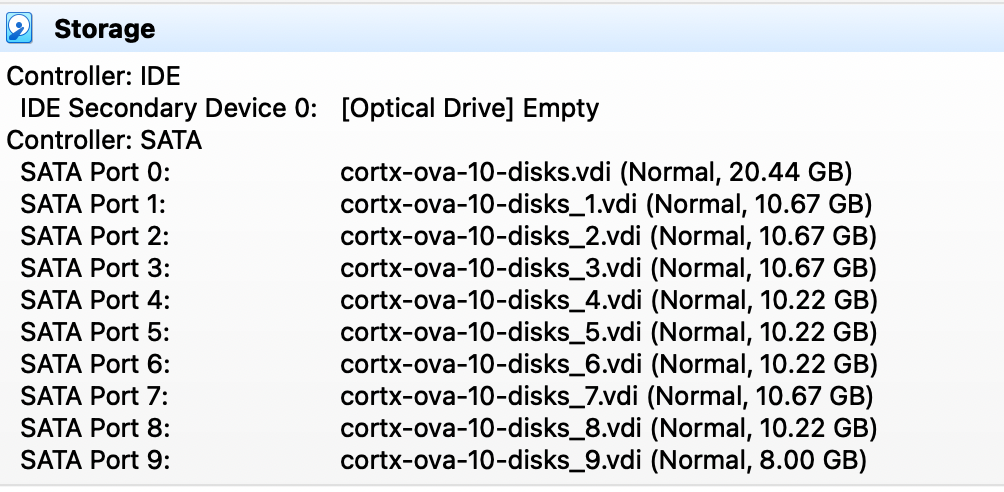 Storage
Controller: IDE
IDE Secondary Device 0: [Optical Drive] Empty
Controller: SATA
SATA Port 0: cortx-ova-10-disks.vdi (Normal, 20.44 GB)
SATA Port 1: cortx-ova-10-disks_1.vdi (Normal, 10.67 GB)
SATA Port 2: cortx-ova-10-disks_2.vdi (Normal, 10.67 GB)
SATA Port 3: cortx-ova-10-disks_3.vdi (Normal, 10.67 GB)
SATA Port 4: cortx-ova-10-disks_4.vdi (Normal, 10.22 GB)
SATA Port 5: cortx-ova-10-disks_5.vdi (Normal, 10.22 GB)
SATA Port 6: cortx-ova-10-disks_6.vdi (Normal, 10.22 GB)
SATA Port 7: cortx-ova-10-disks_7.vdi (Normal, 10.67 GB)
SATA Port 8: cortx-ova-10-disks_8.vdi (Normal, 10.22 GB)
SATA Port 9: cortx-ova-10-disks_9.vdi (Normal, 8.00 GB)